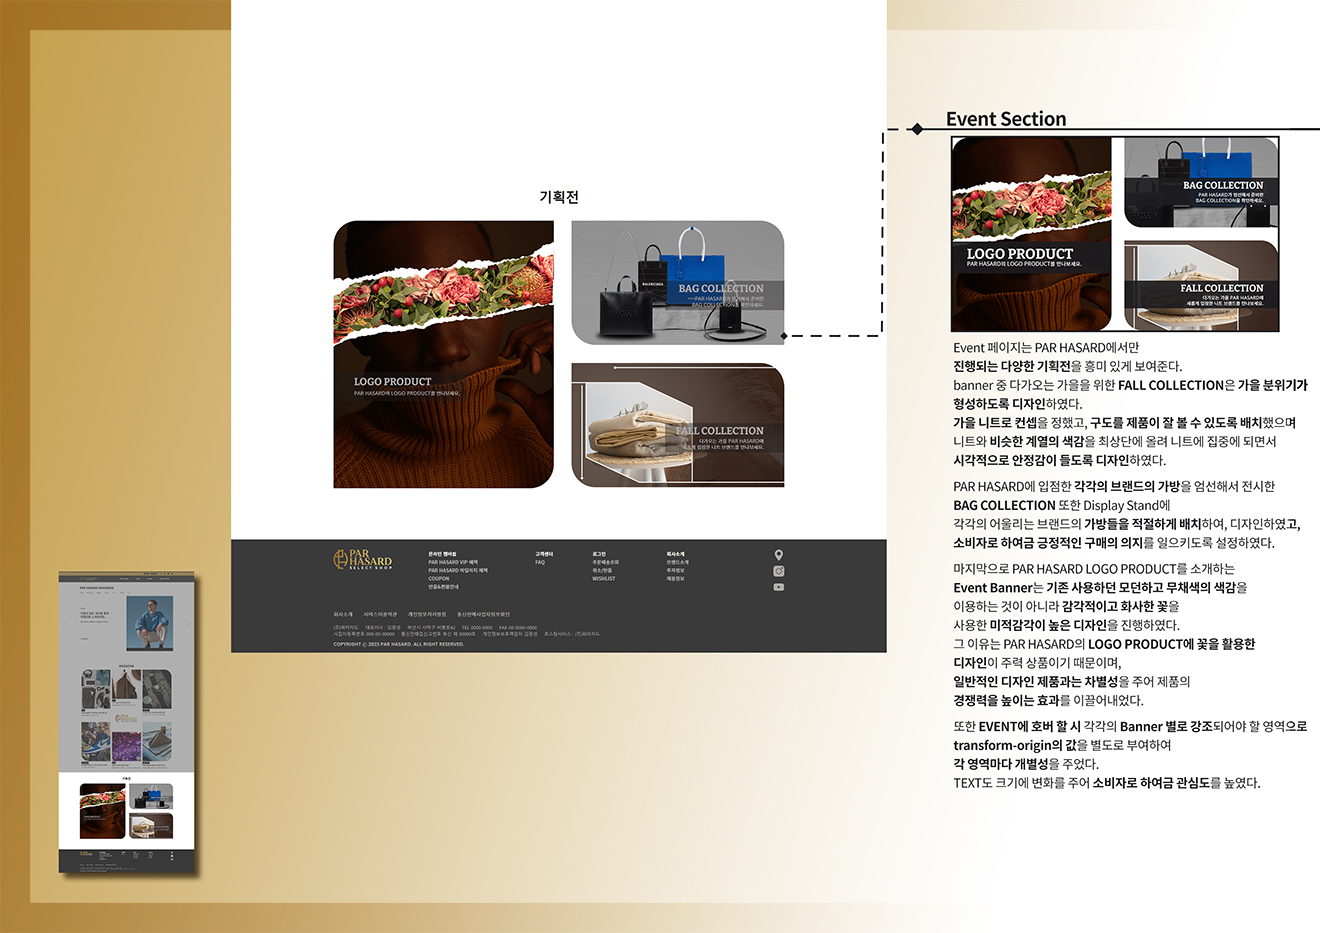 기획전
LOGO PRODUCT
PAR HASARD의 LOGO PRODUCT를 만나보세요.
BALENCIAGA
BAG COLLECTION
PAR HASARD가 엄선해서 준비한
BAG COLLECTION을 확인하세요.
FALL COLLECTION
다가오는 가을 PAR HASARD에
새롭게 입점한 니트 브랜드를 만나보세요.
PAR HASARD
SELECT SHOP
온라인 멤버쉽
PAR HASARD VIP 혜택
PAR HASARD 마일리지 혜택
COUPON
반품&환불안내
고객센터
FAQ
로그인
주문배송조회
취소/반품
WISHLIST
회사소개
브랜드소개
투자정보
채용정보
회사소개 서비스이용약관 개인정보처리방침 통신판매사업자정보확인
(주)파라자드 대표이사 : 김용성 부산시 사하구 비봉로42 TEL 0000-0000 FAX 00-0000-0000
사업자등록번호 000-00-00000 통신판매업신고번호 부산 제 00000호 개인정보보호책임자 김용성 호스팅서비스 : (주)파라자드
COPYRIGHT ⓒ 2023 PAR HASARD. ALL RIGHT RESERVED.
Event Section
LOGO PRODUCT
PAR HASARD의 LOGO PRODUCT를 만나보세요.
BAG COLLECTION
PAR HASARD가 엄선해서 준비한
BAG COLLECTION을 확인하세요.
FALL COLLECTION
다가오는 가을 PAR HASARD에
새롭게 입점한 니트 브랜드를 만나보세요.
Event 페이지는 PAR HASARD에서만
진행되는 다양한 기획전을 흥미 있게 보여준다.
banner 중 다가오는 가을을 위한 FALL COLLECTION은 가을 분위기가
형성하도록 디자인하였다.
가을 니트로 컨셉을 정했고, 구도를 제품이 잘 볼 수 있도록 배치했으며
니트와 비슷한 계열의 색감을 최상단에 올려 니트에 집중에 되면서
시각적으로 안정감이 들도록 디자인하였다.
PAR HASARD에 입점한 각각의 브랜드의 가방을 엄선해서 전시한
BAG COLLECTION 또한 Display Stand에
각각의 어울리는 브랜드의 가방들을 적절하게 배치하여, 디자인하였고,
소비자로 하여금 긍정적인 구매의 의지를 일으키도록 설정하였다.
마지막으로 PAR HASARD LOGO PRODUCT를 소개하는
Event Banner는 기존 사용하던 모던하고 무채색의 색감을
이용하는 것이 아니라 감각적이고 화사한 꽃을
사용한 미적감각이 높은 디자인을 진행하였다.
그 이유는 PAR HASARD의 LOGO PRODUCT에 꽃을 활용한
디자인이 주력 상품이기 때문이며,
일반적인 디자인 제품과는 차별성을 주어 제품의
경쟁력을 높이는 효과를 이끌어내었다.
또한 EVENT에 호버 할 시 각각의 Banner 별로 강조되어야 할 영역으로
transform-origin의 값을 별도로 부여하여
각 영역마다 개별성을 주었다.
TEXT도 크기에 변화를 주어 소비자로 하여금 관심도를 높였다.
PAR HASARD MAGAZINE
MAGAZINE
기획전